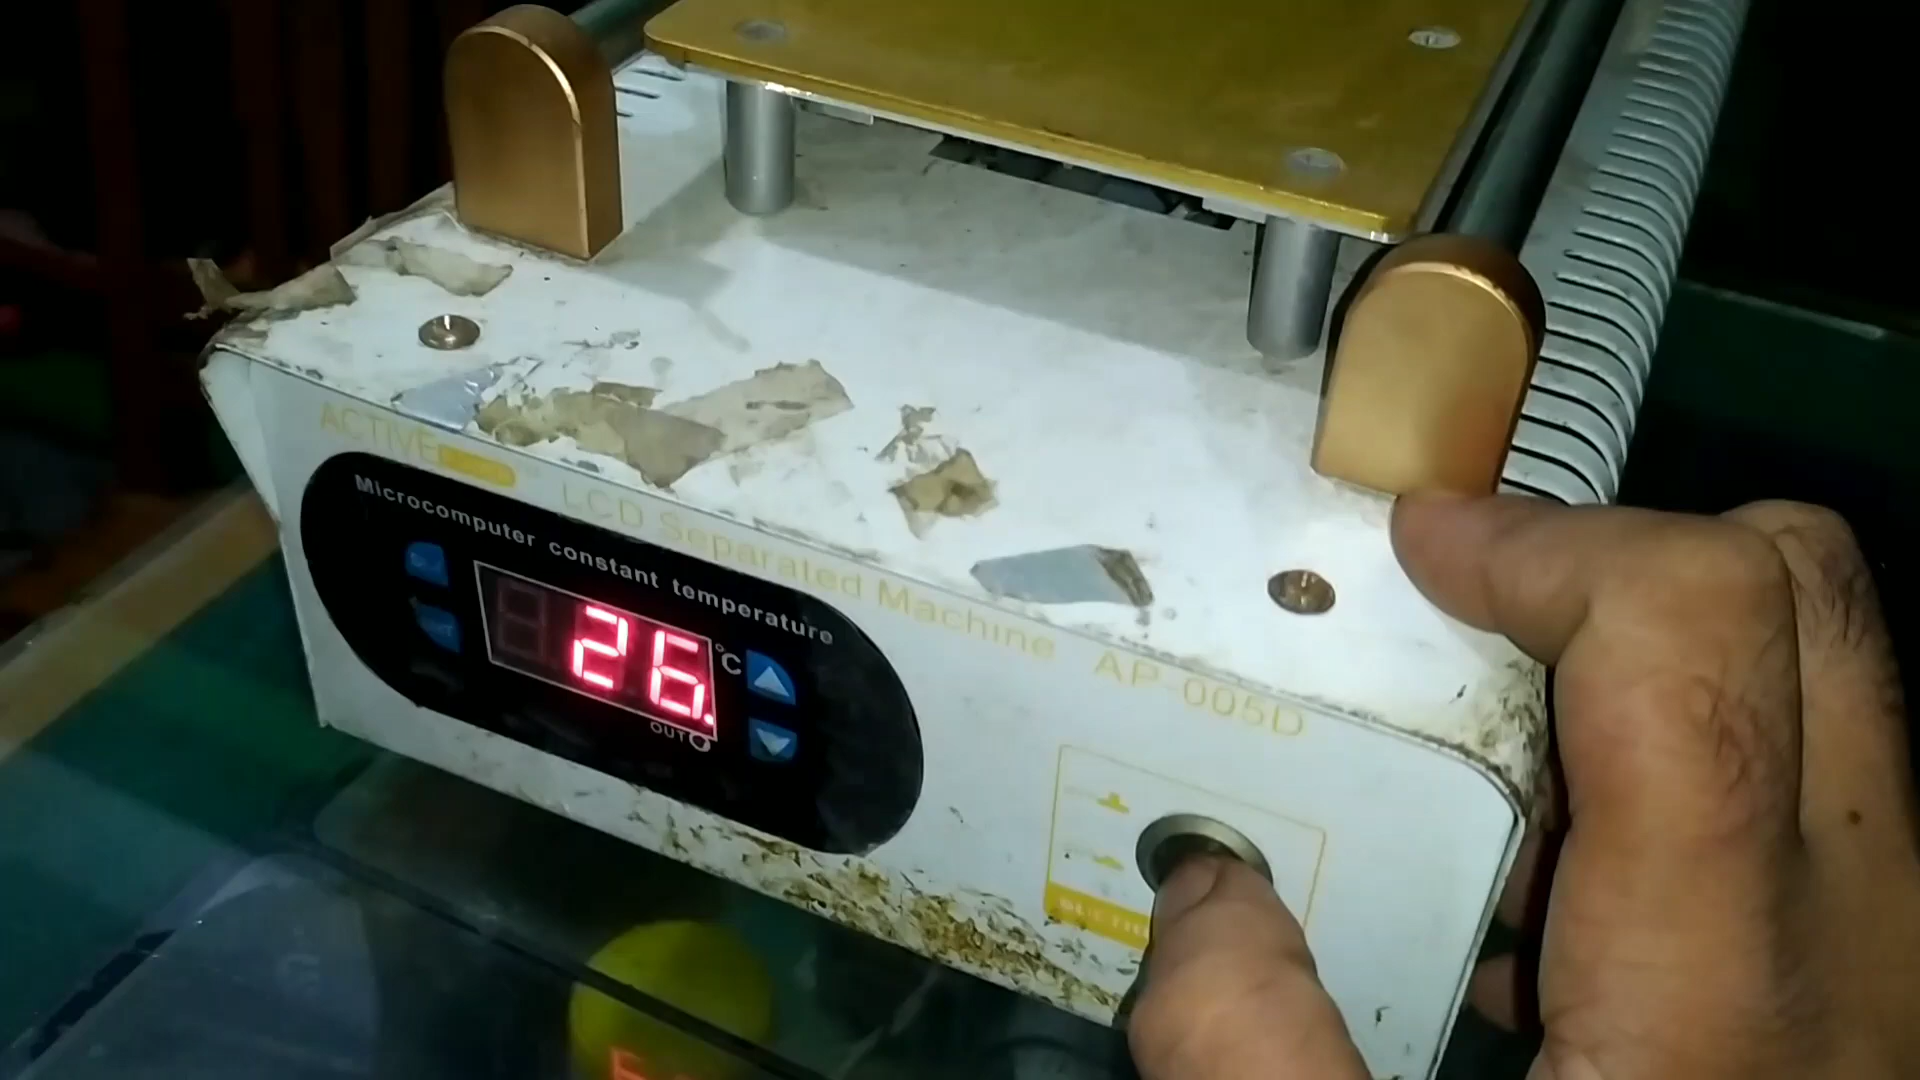 ACTIVE
LCD Separated Machine AP-005D
Microcomputer constant temperature
26.
°C
OUT